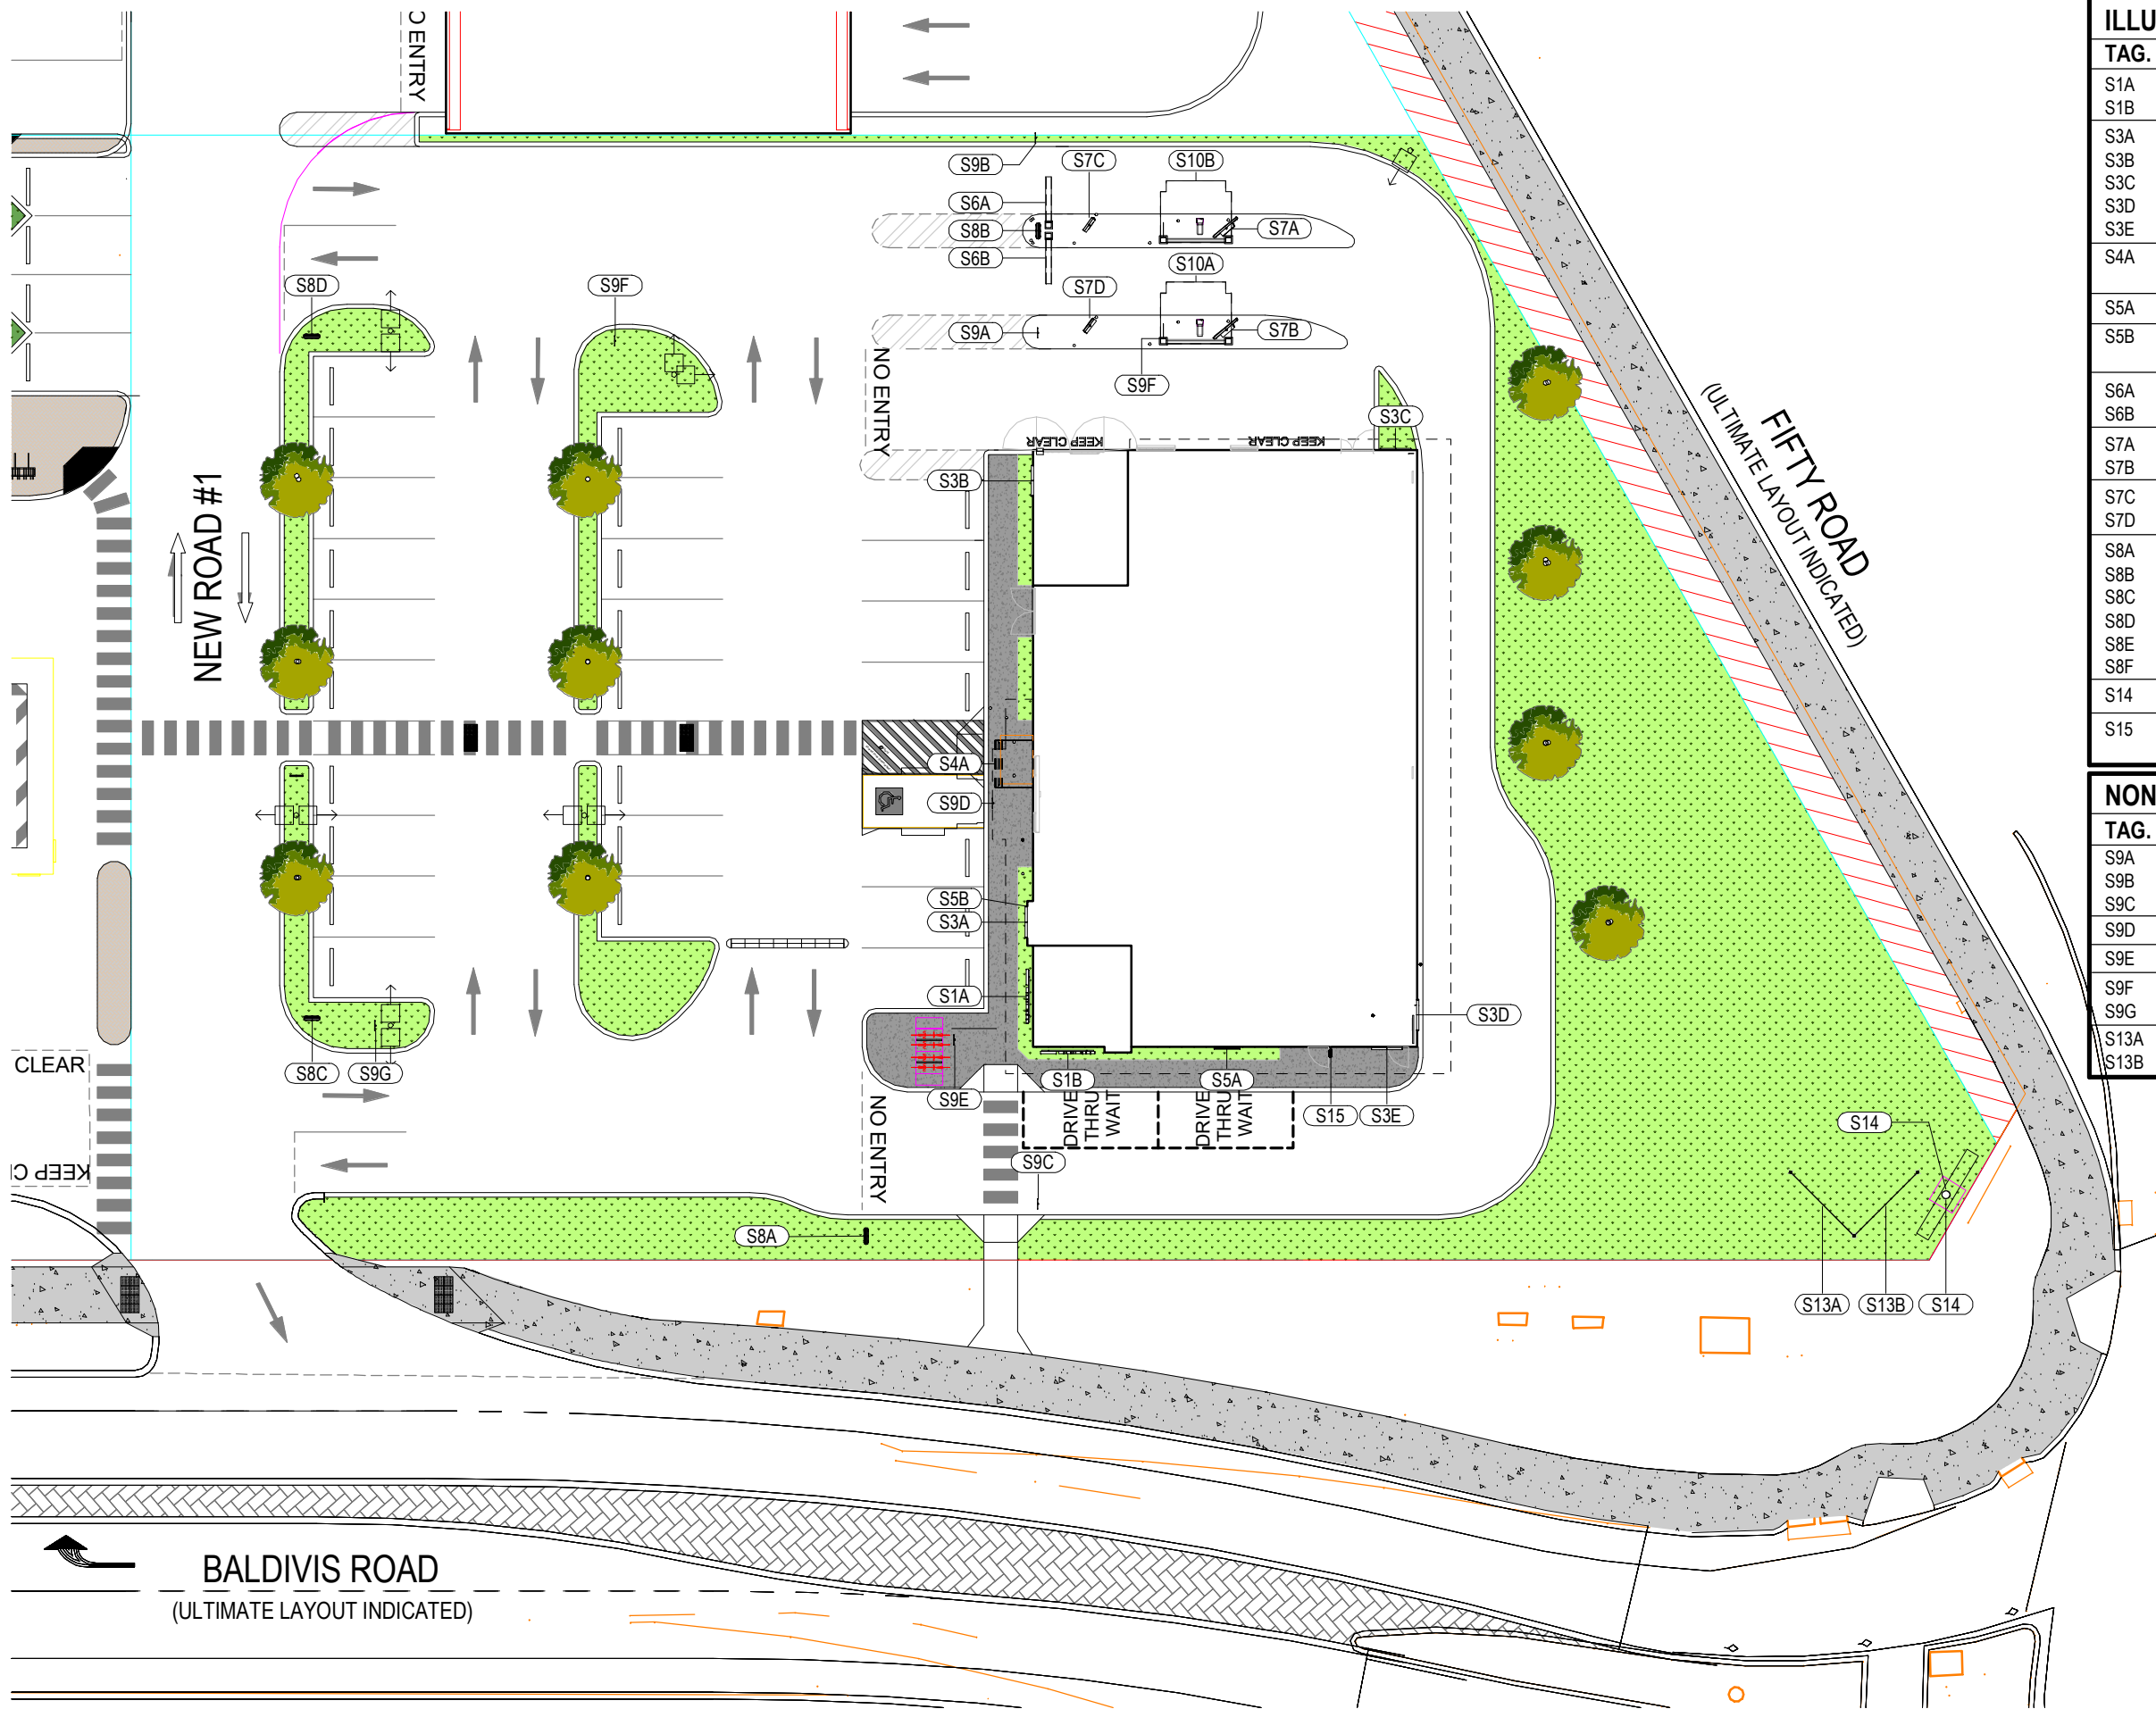 O ENTRY
S9B
S7C
S10B
S6A
S8B
S7A
S6B
S10A
S8D
S9F
S7D
S9A
S7B
S9F
NO ENTRY
S3C
KEEP CLEAR
KEEP CLEAR
S3B
FIFTY ROAD
(ULTIMATE LAYOUT INDICATED)
NEW ROAD #1
S4A
S9D
S5B
S3A
S1A
S3D
CLEAR
S8C
S9G
S9E
S1B
S5A
S15
S3E
DRIVE
THRU
WAIT
DRIVE
THRU
WAIT
NO ENTRY
S14
KEEP C
S9C
S8A
S13A
S13B
S14
BALDIVIS ROAD
(ULTIMATE LAYOUT INDICATED)
ILLU
TAG.
S1A
S1B
S3A
S3B
S3C
S3D
S3E
S4A
S5A
S5B
S6A
S6B
S7A
S7B
S7C
S7D
S8A
S8B
S8C
S8D
S8E
S8F
S14
S15
NON
TAG.
S9A
S9B
S9C
S9D
S9E
S9F
S9G
S13A
S13B